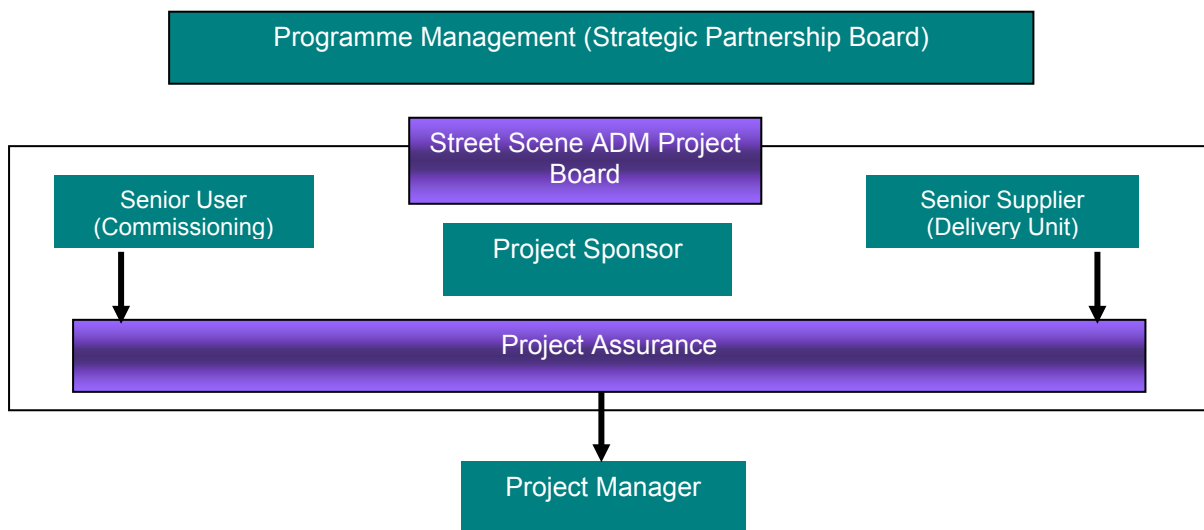 Programme Management (Strategic Partnership Board)
Street Scene ADM Project
Board
Senior User
(Commissioning)
Project Sponsor
Senior Supplier
(Delivery Unit)
Project Assurance
Project Manager